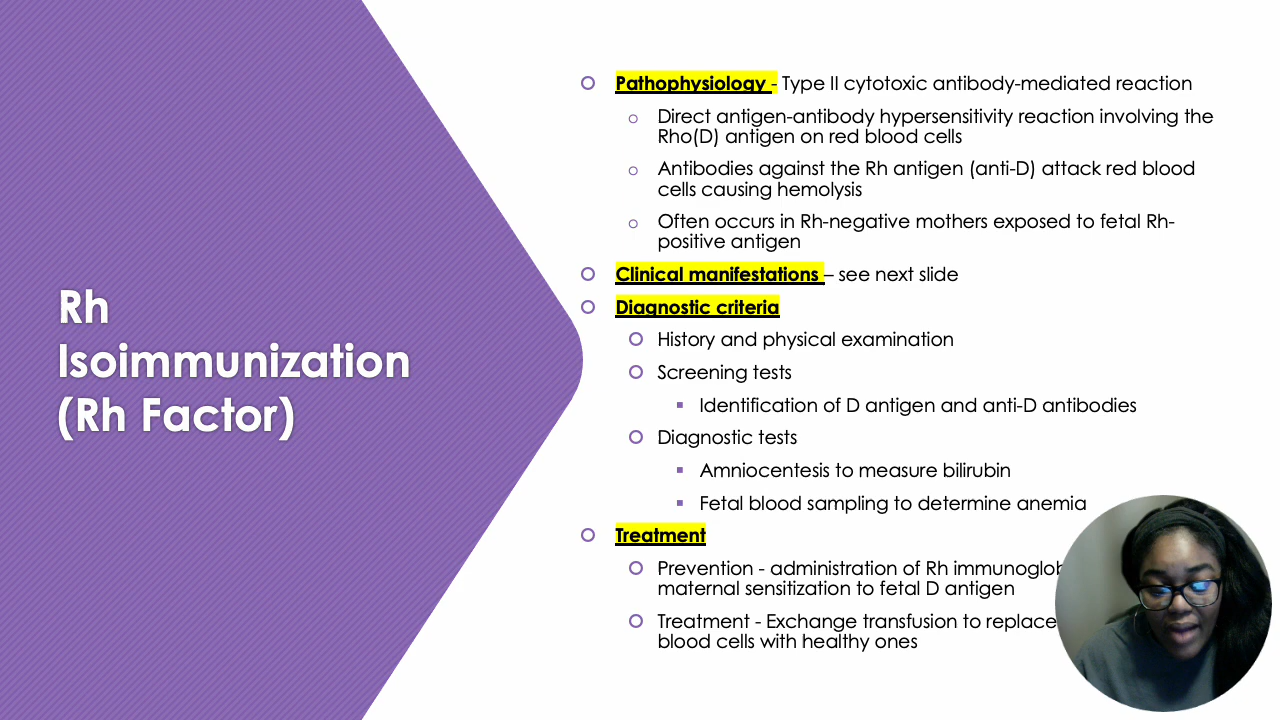 Rh
Isoimmunization
(Rh Factor)
Pathophysiology - Type II cytotoxic antibody-mediated reaction
Direct antigen-antibody hypersensitivity reaction involving the
Rho(D) antigen on red blood cells
Antibodies against the Rh antigen (anti-D) attack red blood
cells causing hemolysis
Often occurs in Rh-negative mothers exposed to fetal Rh-
positive antigen
Clinical manifestations – see next slide
Diagnostic criteria
History and physical examination
Screening tests
Identification of D antigen and anti-D antibodies
Diagnostic tests
Amniocentesis to measure bilirubin
Fetal blood sampling to determine anemia
Treatment
Prevention - administration of Rh
maternal sensitization to fetal D antigen
Treatment - Exchange transfusion to replace
blood cells with healthy ones